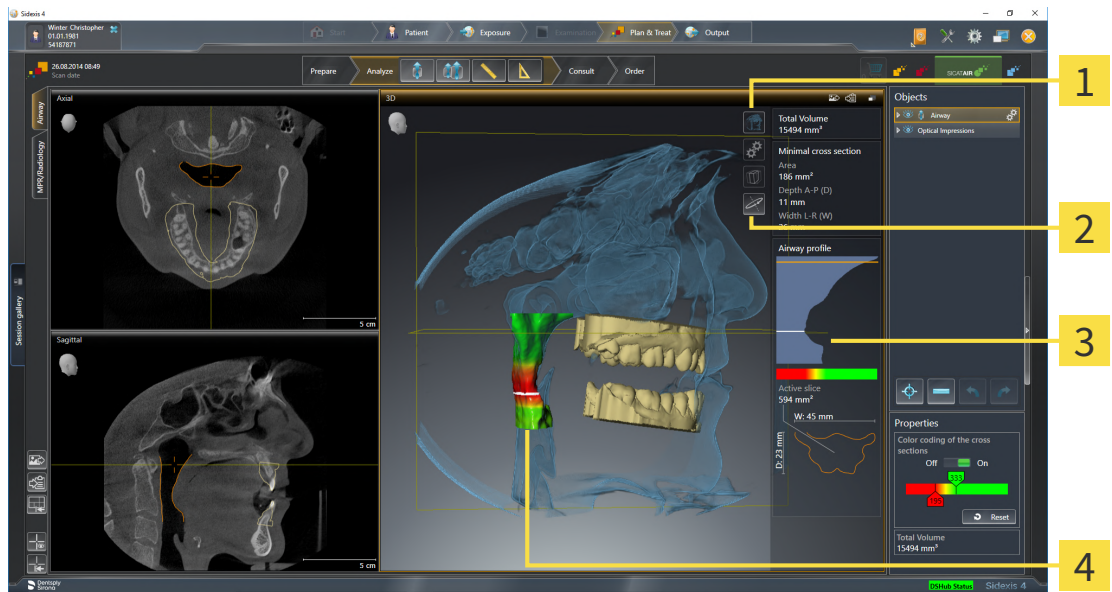 Sidexis 4
Winter Christopher
01.01.1981
54187871
Start
Patient
Exposure
Examination
Plan & Treat
Output
26.08.2014 08:49
Scan date
Prepare
Analyze
Consult
Order
SICAT AIR
1
Airway
MPR/Radiology
Session gallery
Axial
5 cm
Sagittal
5 cm
3D
Total Volume
15494 mm³
Minimal cross section
Area
186 mm²
Depth A-P (D)
11 mm
Width L-R (W)
2
Airway profile
3
Active slice
594 mm²
W: 45 mm
D: 23 mm
Objects
Airway
Optical Impressions
Properties
Color coding of the cross
sections
Off
On
333
195
Reset
Total Volume
15494 mm³
4
Dentsply
Sirona
DSHub Status
Sidexis 4